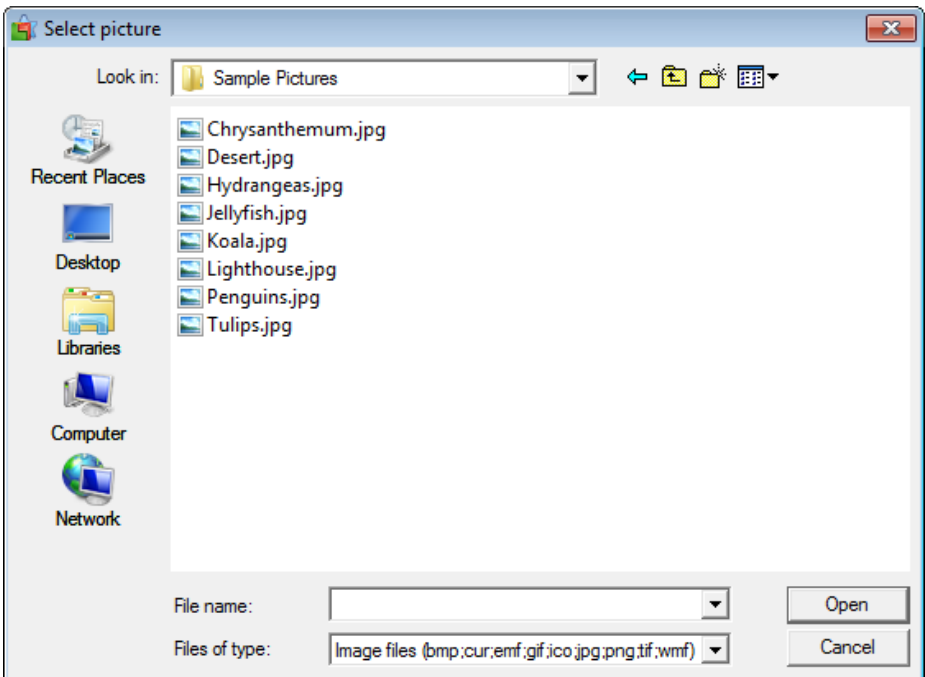 Select picture
Look in: Sample Pictures
Recent Places
Desktop
Libraries
Computer
Network
Chrysanthemum.jpg
Desert.jpg
Hydrangeas.jpg
Jellyfish.jpg
Koala.jpg
Lighthouse.jpg
Penguins.jpg
Tulips.jpg
File name: Open
Files of type: Image files (bmp;cur;emf;gif;ico;jpg;png;tif;wmf) Cancel